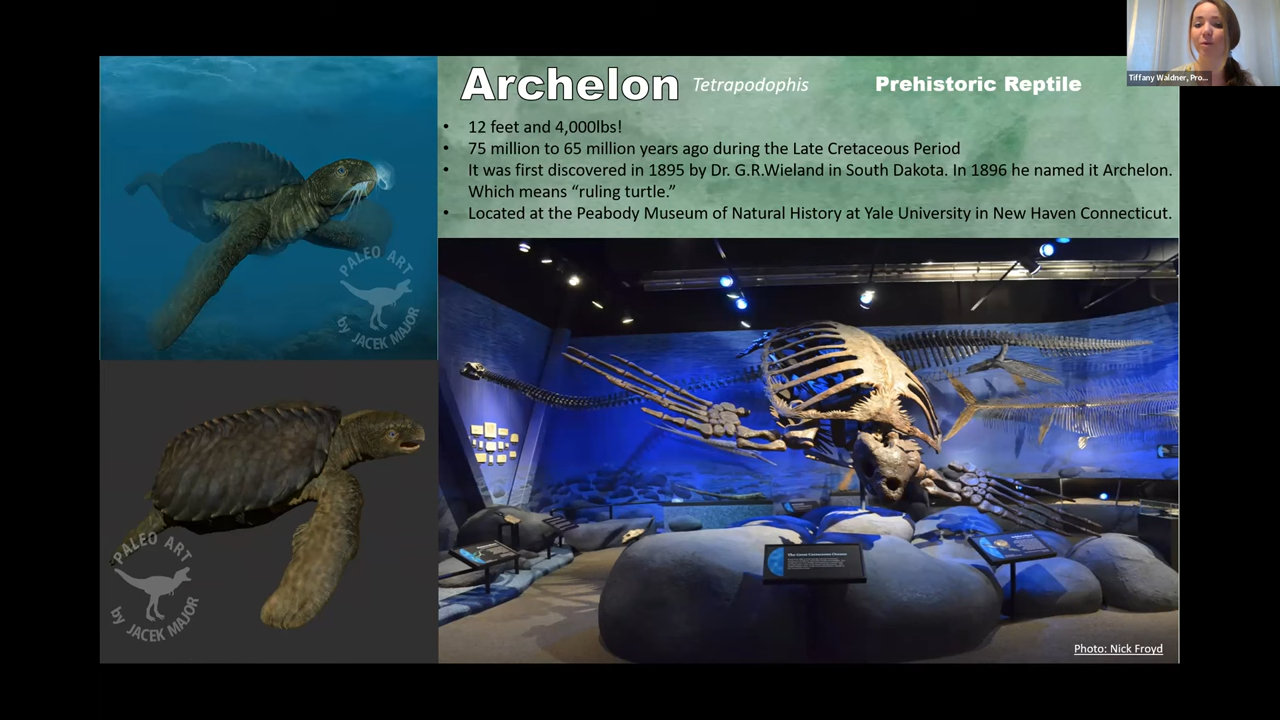 Tiffany Waldner, Pro...
Archelon Tetrapodophis Prehistoric Reptile
• 12 feet and 4,000lbs!
• 75 million to 65 million years ago during the Late Cretaceous Period
• It was first discovered in 1895 by Dr. G.R.Wieland in South Dakota. In 1896 he named it Archelon.
Which means “ruling turtle.”
• Located at the Peabody Museum of Natural History at Yale University in New Haven Connecticut.
PALEO ART
by JACEK MAJOR
PALEO ART
by JACEK MAJOR
Photo: Nick Froyd